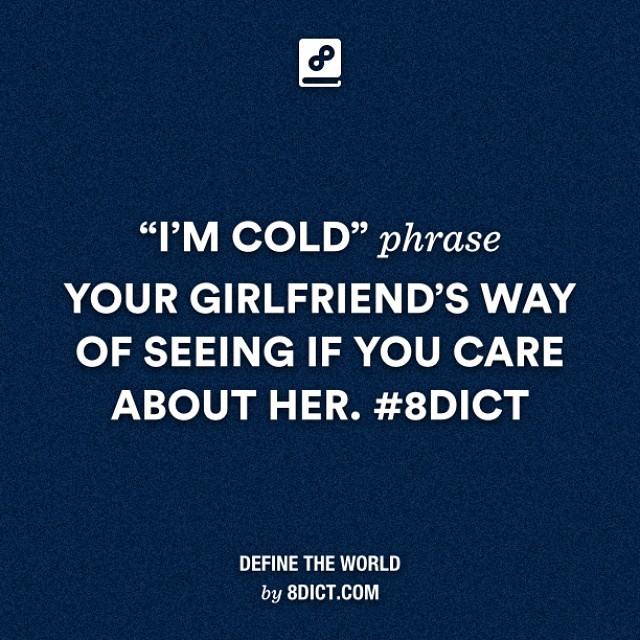 “I’M COLD” phrase
YOUR GIRLFRIEND’S WAY
OF SEEING IF YOU CARE
ABOUT HER. #8DICT
DEFINE THE WORLD
by 8DICT.COM